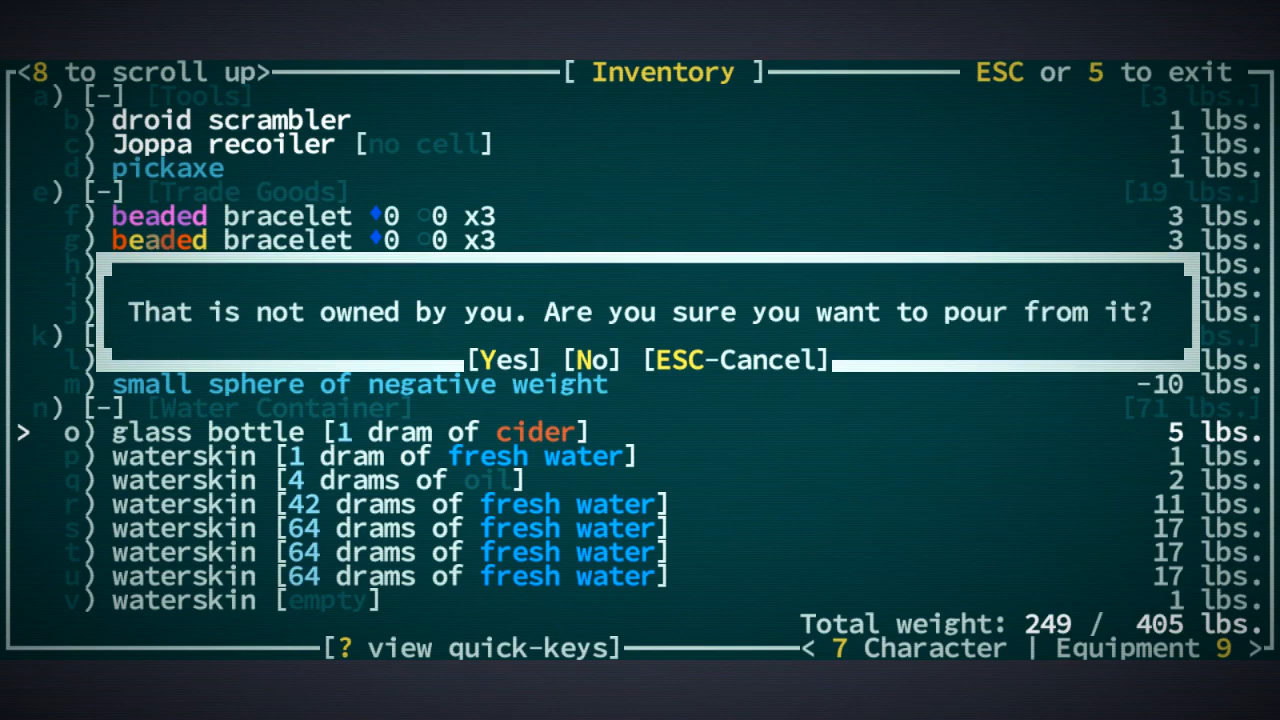 <8 to scroll up> [ Inventory ] ESC or 5 to exit
a) [-] [Tools] [3 lbs.]
b) droid scrambler 1 lbs.
c) Joppa recoiler [no cell] 1 lbs.
d) pickaxe 1 lbs.
e) [-] [Trade Goods] [19 lbs.]
f) beaded bracelet ♦0 ○0 x3 3 lbs.
g) beaded bracelet ♦0 ○0 x3 3 lbs.
h) lbs.
i) lbs.
That is not owned by you. Are you sure you want to pour from it?
j) lbs.
k) [ lbs.]
[Yes] [No] [ESC-Cancel]
l) lbs.
m) small sphere of negative weight -10 lbs.
n) [-] [Water Container] [71 lbs.]
> o) glass bottle [1 dram of cider] 5 lbs.
p) waterskin [1 dram of fresh water] 1 lbs.
q) waterskin [4 drams of oil] 2 lbs.
r) waterskin [42 drams of fresh water] 11 lbs.
s) waterskin [64 drams of fresh water] 17 lbs.
t) waterskin [64 drams of fresh water] 17 lbs.
u) waterskin [64 drams of fresh water] 17 lbs.
v) waterskin [empty] 1 lbs.
Total weight: 249 / 405 lbs.
[? view quick-keys] < 7 Character | Equipment 9 >